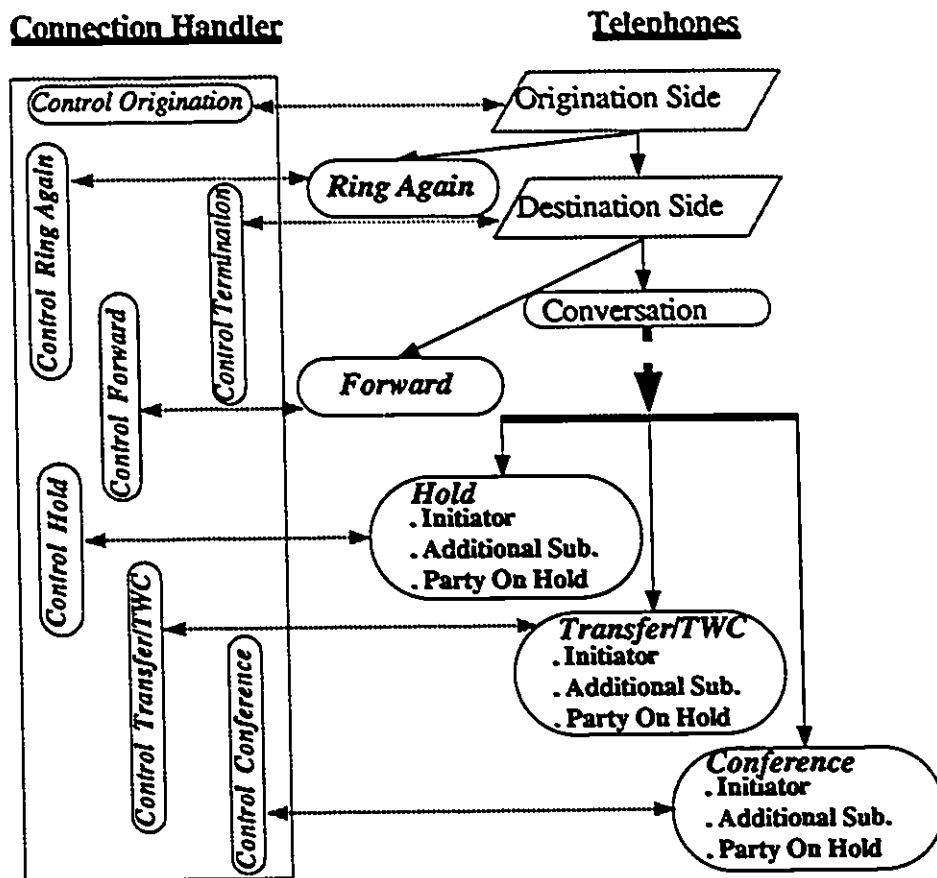 Connection Handler
Telephones
Control Origination
Origination Side
Ring Again
Control Ring Again
Control Termination
Destination Side
Conversation
Control Forward
Forward
Control Hold
Hold
. Initiator
. Additional Sub.
. Party On Hold
Control Transfer/TWC
Transfer/TWC
. Initiator
. Additional Sub.
. Party On Hold
Control Conference
Conference
. Initiator
. Additional Sub.
. Party On Hold